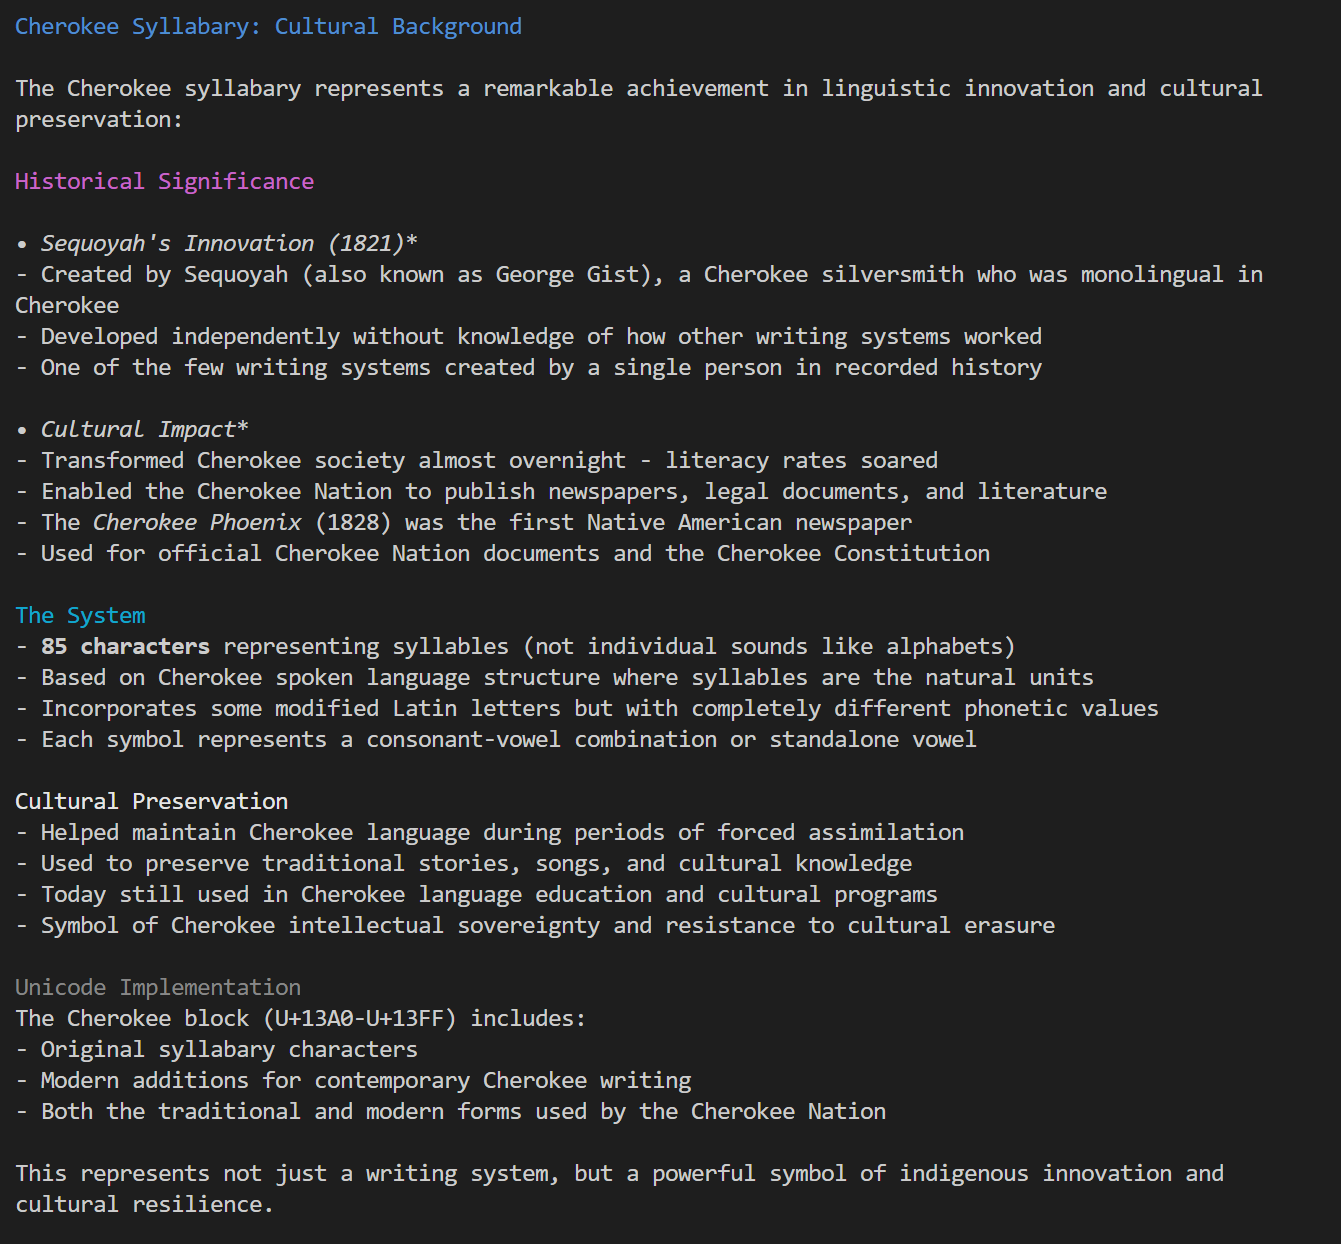 Cherokee Syllabary: Cultural Background
The Cherokee syllabary represents a remarkable achievement in linguistic innovation and cultural
preservation:
Historical Significance
• Sequoyah's Innovation (1821)*
- Created by Sequoyah (also known as George Gist), a Cherokee silversmith who was monolingual in
Cherokee
- Developed independently without knowledge of how other writing systems worked
- One of the few writing systems created by a single person in recorded history
• Cultural Impact*
- Transformed Cherokee society almost overnight - literacy rates soared
- Enabled the Cherokee Nation to publish newspapers, legal documents, and literature
- The Cherokee Phoenix (1828) was the first Native American newspaper
- Used for official Cherokee Nation documents and the Cherokee Constitution
The System
- 85 characters representing syllables (not individual sounds like alphabets)
- Based on Cherokee spoken language structure where syllables are the natural units
- Incorporates some modified Latin letters but with completely different phonetic values
- Each symbol represents a consonant-vowel combination or standalone vowel
Cultural Preservation
- Helped maintain Cherokee language during periods of forced assimilation
- Used to preserve traditional stories, songs, and cultural knowledge
- Today still used in Cherokee language education and cultural programs
- Symbol of Cherokee intellectual sovereignty and resistance to cultural erasure
Unicode Implementation
The Cherokee block (U+13A0-U+13FF) includes:
- Original syllabary characters
- Modern additions for contemporary Cherokee writing
- Both the traditional and modern forms used by the Cherokee Nation
This represents not just a writing system, but a powerful symbol of indigenous innovation and
cultural resilience.